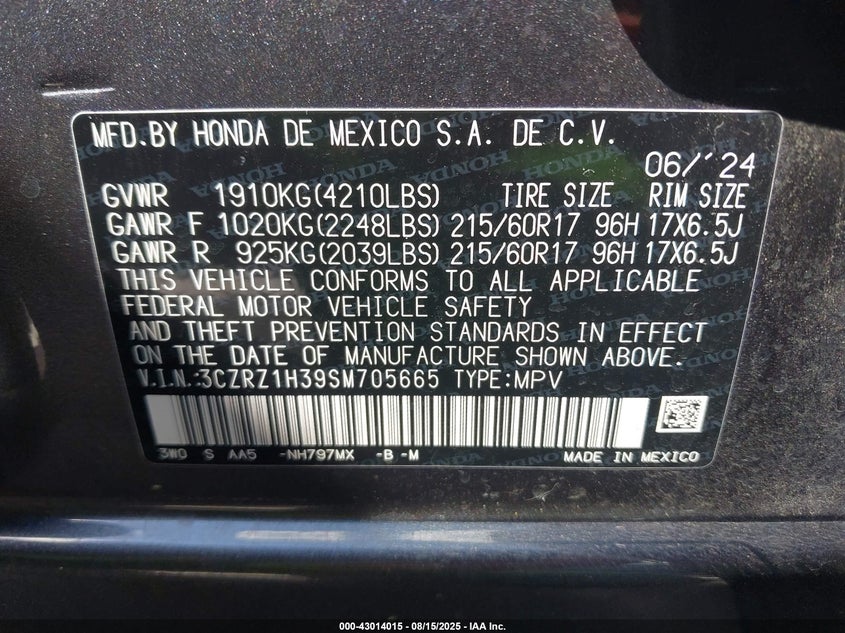 MFD.BY HONDA DE MEXICO S.A. DE C.V.
06/'24
GVWR 1910KG(4210LBS) TIRE SIZE RIM SIZE
GAWR F 1020KG(2248LBS) 215/60R17 96H 17X6.5J
GAWR R 925KG(2039LBS) 215/60R17 96H 17X6.5J
THIS VEHICLE CONFORMS TO ALL APPLICABLE
FEDERAL MOTOR VEHICLE SAFETY
AND THEFT PREVENTION STANDARDS IN EFFECT
ON THE DATE OF MANUFACTURE SHOWN ABOVE.
V.I.N.:3CZRZ1H39SM705665 TYPE:MPV
3W0 S AA5 -NH797MX -B -M MADE IN MEXICO
000-43014015 - 08/15/2025 - IAA Inc.